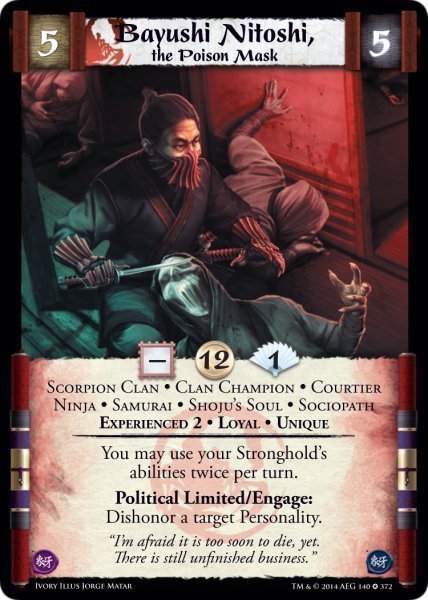 5
Bayushi Nitoshi,
the Poison Mask
5
–
12
1
Scorpion Clan • Clan Champion • Courtier
Ninja • Samurai • Shoju's Soul • Sociopath
Experienced 2 • Loyal • Unique
You may use your Stronghold's
abilities twice per turn.
Political Limited/Engage:
Dishonor a target Personality.
"I'm afraid it is too soon to die, yet.
There is still unfinished business."
Ivory Illus Jorge Matar
TM & © 2014 AEG 140 ✪ 372